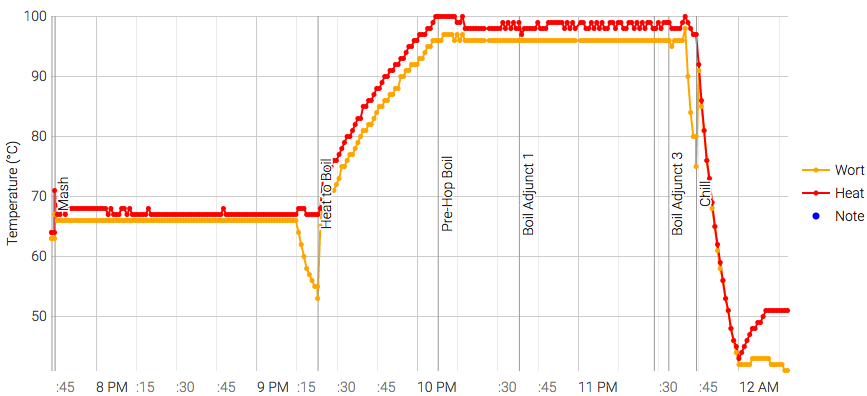 100
90
80
70
60
50
Temperature (°C)
Mash
Heat to Boil
Pre-Hop Boil
Boil Adjunct 1
Boil Adjunct 3
Chill
Wort
Heat
Note
:45 8 PM :15 :30 :45 9 PM :15 :30 :45 10 PM :30 :45 11 PM :30 :45 12 AM